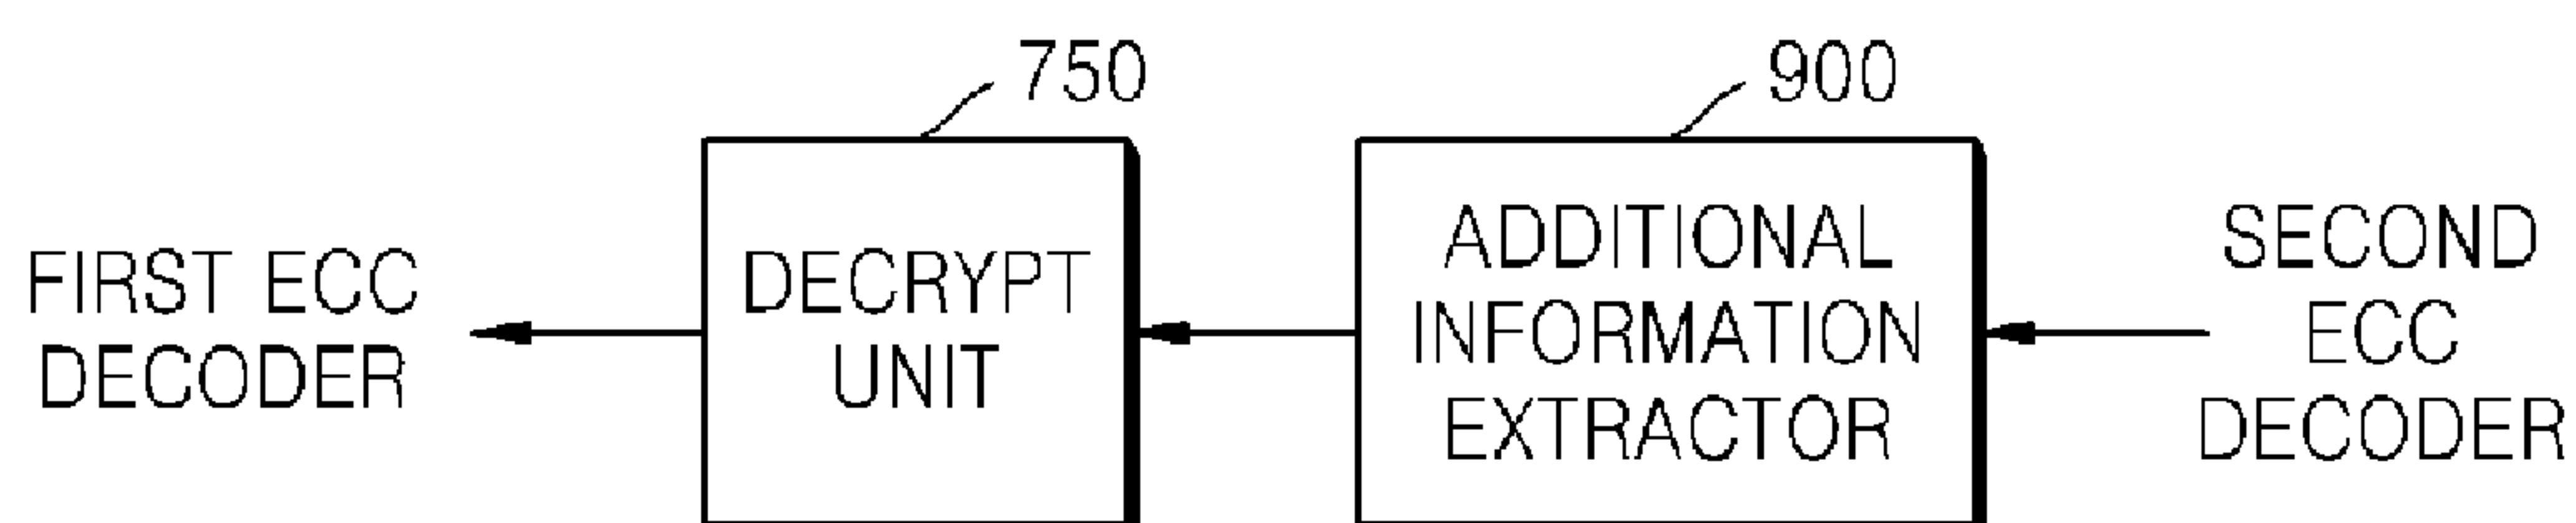 750
900
FIRST ECC
DECODER
DECRYPT
UNIT
ADDITIONAL
INFORMATION
EXTRACTOR
SECOND
ECC
DECODER